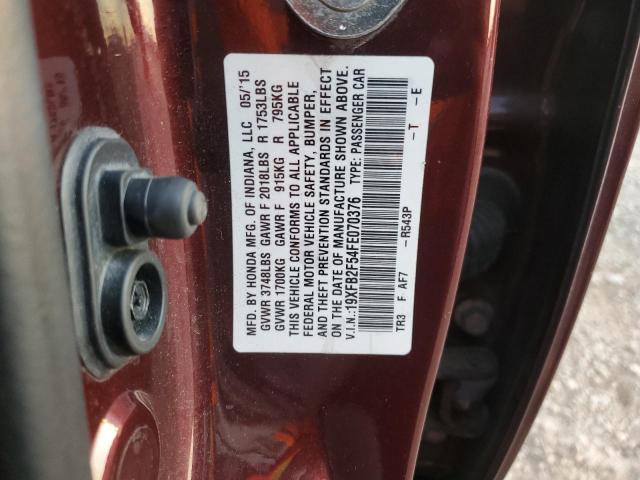 MFD. BY HONDA MFG. OF INDIANA, LLC 05/'15
GVWR 3748LBS GAWR F 2018LBS R 1753LBS
GVWR 1700KG GAWR F 915KG R 795KG
THIS VEHICLE CONFORMS TO ALL APPLICABLE
FEDERAL MOTOR VEHICLE SAFETY, BUMPER,
AND THEFT PREVENTION STANDARDS IN EFFECT
ON THE DATE OF MANUFACTURE SHOWN ABOVE.
V.I.N.:19XFB2F54FE070376 TYPE: PASSENGER CAR
TR3 F AF7 -R543P -T -E